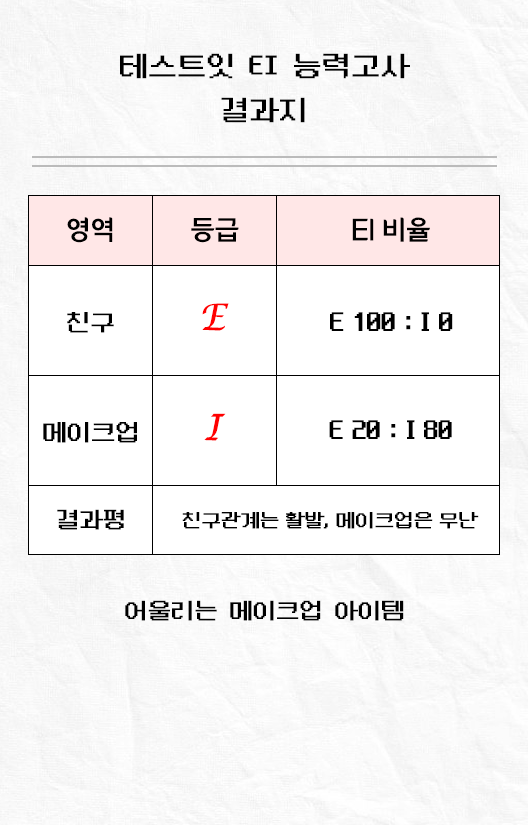 테스트잇 EI 능력고사
결과지
영역 등급 EI 비율
친구 E E 100 : I 0
메이크업 I E 20 : I 80
결과평 친구관계는 활발, 메이크업은 무난
어울리는 메이크업 아이템